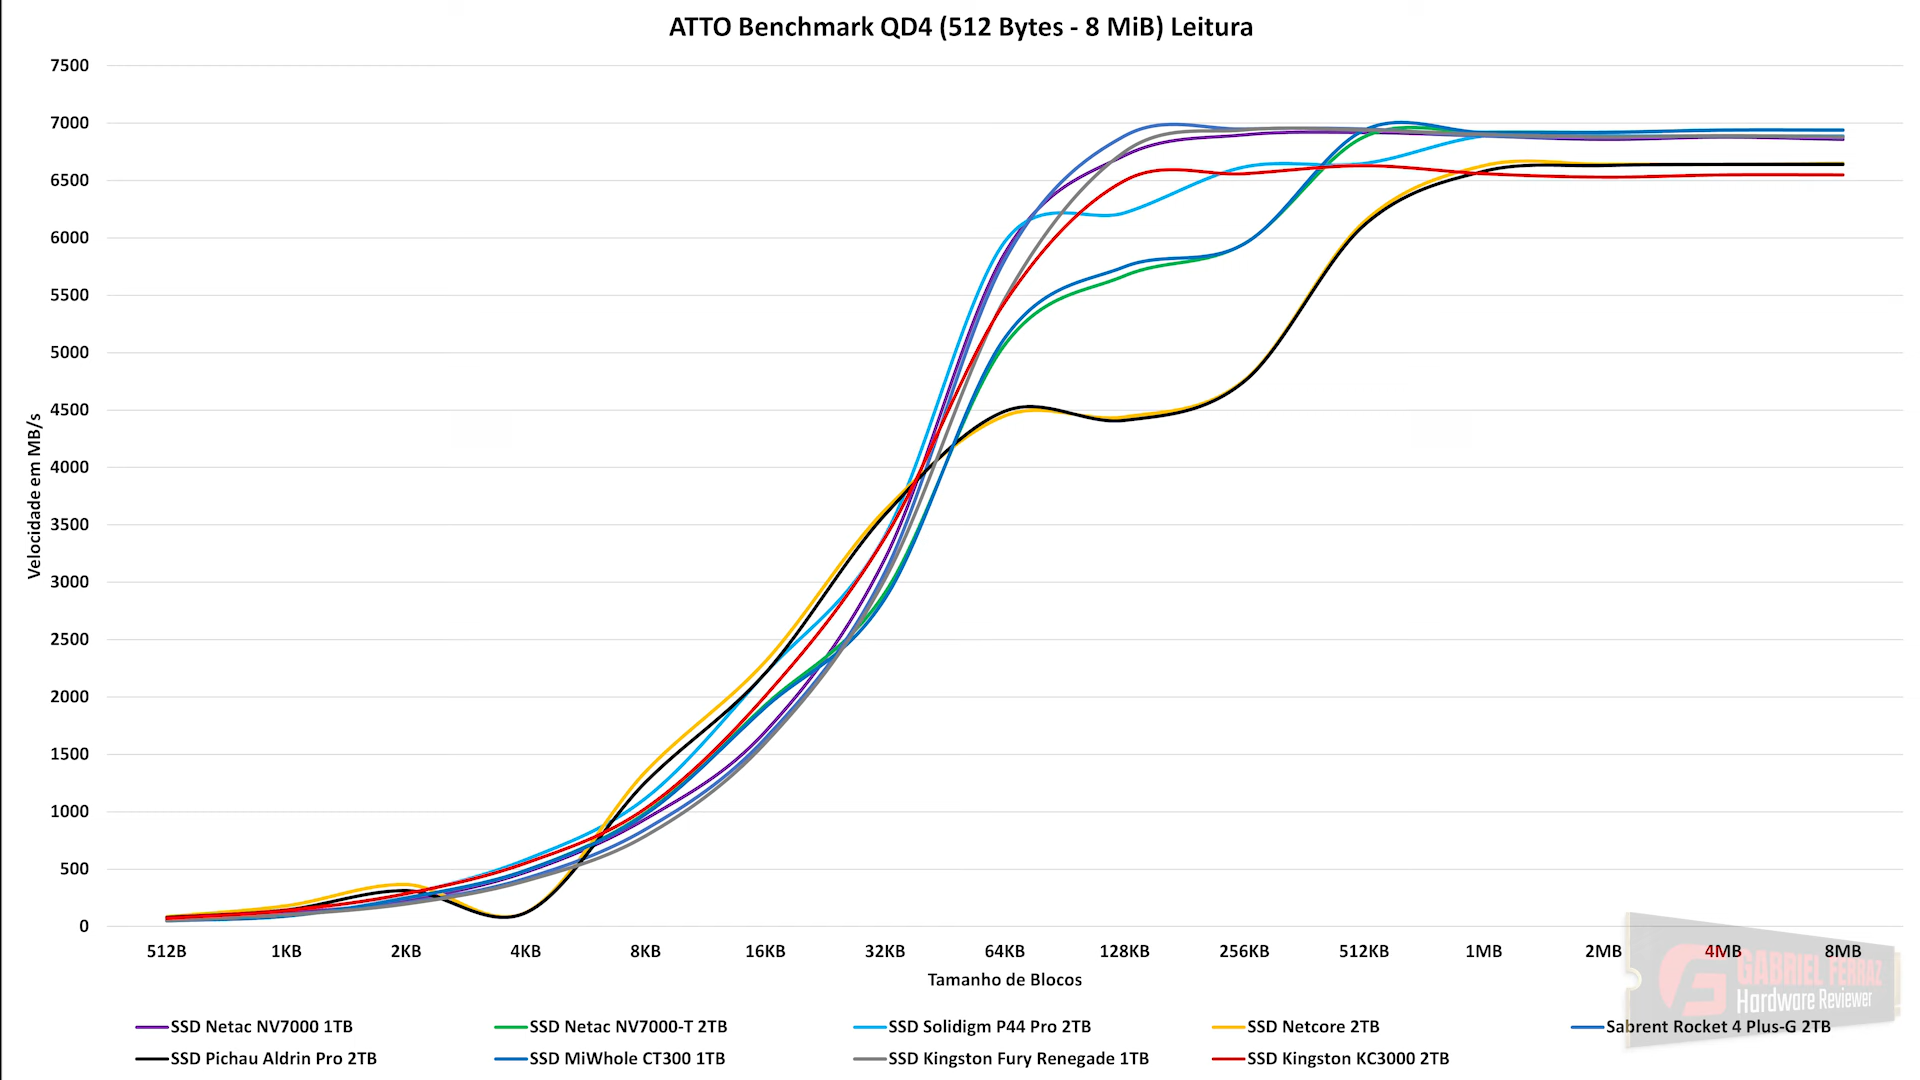 ATTO Benchmark QD4 (512 Bytes - 8 MiB) Leitura
7500
7000
6500
6000
5500
5000
4500
4000
3500
3000
2500
2000
1500
1000
500
0
Velocidade em MB/s
512B 1KB 2KB 4KB 8KB 16KB 32KB 64KB 128KB 256KB 512KB 1MB 2MB 4MB 8MB
Tamanho de Blocos
GABRIEL FERRAZ
Hardware Reviewer
SSD Netac NV7000 1TB SSD Netac NV7000-T 2TB SSD Solidigm P44 Pro 2TB SSD Netcore 2TB Sabrent Rocket 4 Plus-G 2TB
SSD Pichau Aldrin Pro 2TB SSD MiWhole CT300 1TB SSD Kingston Fury Renegade 1TB SSD Kingston KC3000 2TB